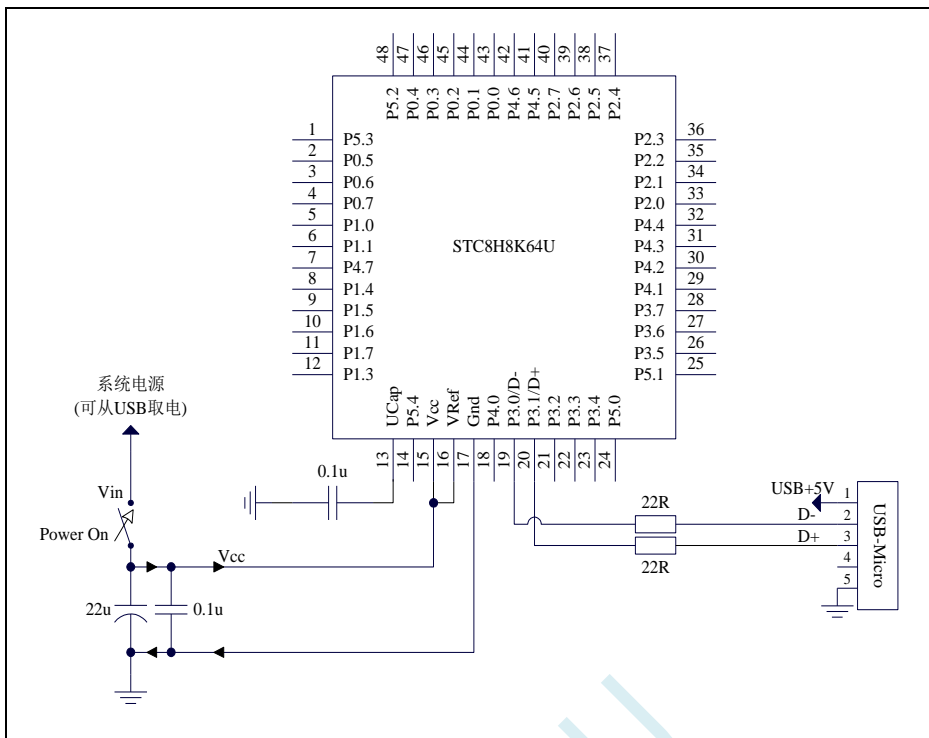 48 47 46 45 44 43 42 41 40 39 38 37
P5.2 P0.4 P0.3 P0.2 P0.1 P0.0 P4.6 P4.5 P2.7 P2.6 P2.5 P2.4
1 P5.3 P2.3 36
2 P0.5 P2.2 35
3 P0.6 P2.1 34
4 P0.7 P2.0 33
5 P1.0 P4.4 32
6 P1.1 STC8H8K64U P4.3 31
7 P4.7 P4.2 30
8 P1.4 P4.1 29
9 P1.5 P3.7 28
10 P1.6 P3.6 27
11 P1.7 P3.5 26
12 P1.3 P5.1 25
UCap P5.4 Vcc VRef Gnd P4.0 P3.0/D- P3.1/D+ P3.2 P3.3 P3.4 P5.0
13 14 15 16 17 18 19 20 21 22 23 24
系统电源
(可从USB取电)
0.1u
Vin
Power On
Vcc
22u
0.1u
22R
22R
USB+5V
D-
D+
1
2
3
4
5
USB-Micro